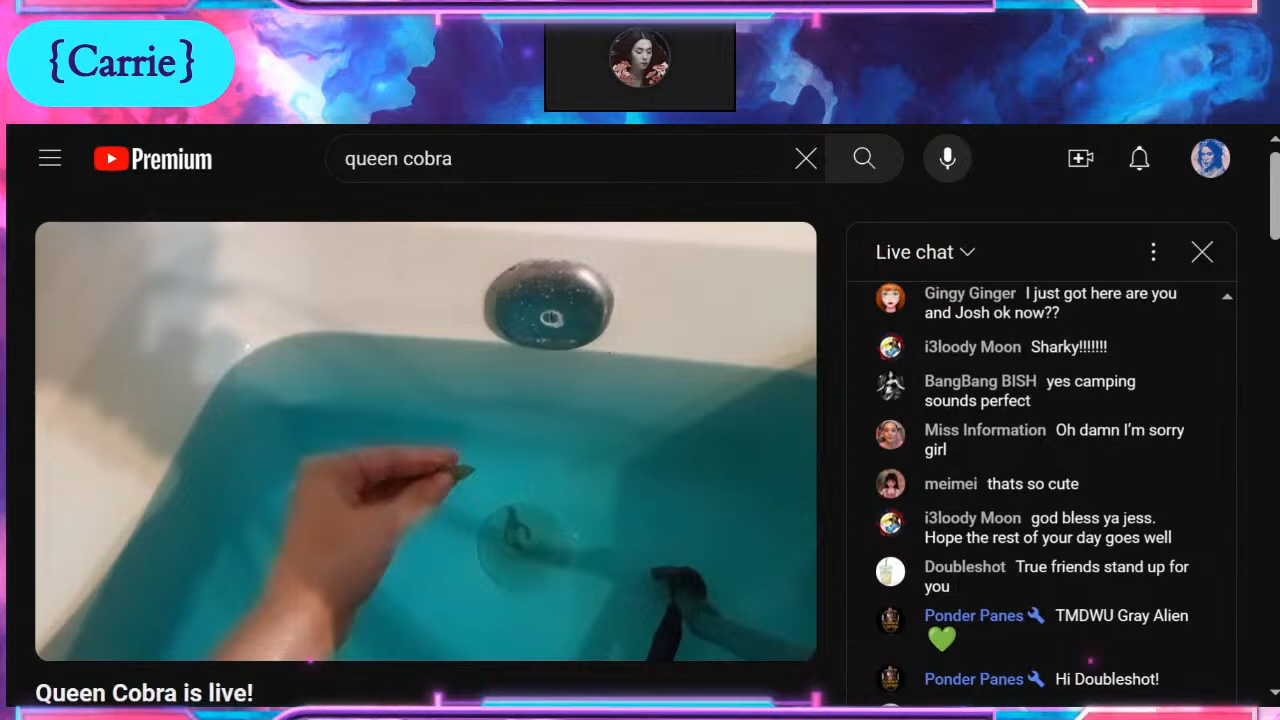 {Carrie}
Premium
queen cobra
Live chat
Gingy Ginger I just got here are you
and Josh ok now??
i3loody Moon Sharky!!!!!!!
BangBang BISH yes camping
sounds perfect
Miss Information Oh damn I'm sorry
girl
meimei thats so cute
i3loody Moon god bless ya jess.
Hope the rest of your day goes well
Doubleshot True friends stand up for
you
Ponder Panes TMDWU Gray Alien
💚
Ponder Panes Hi Doubleshot!
Queen Cobra is live!